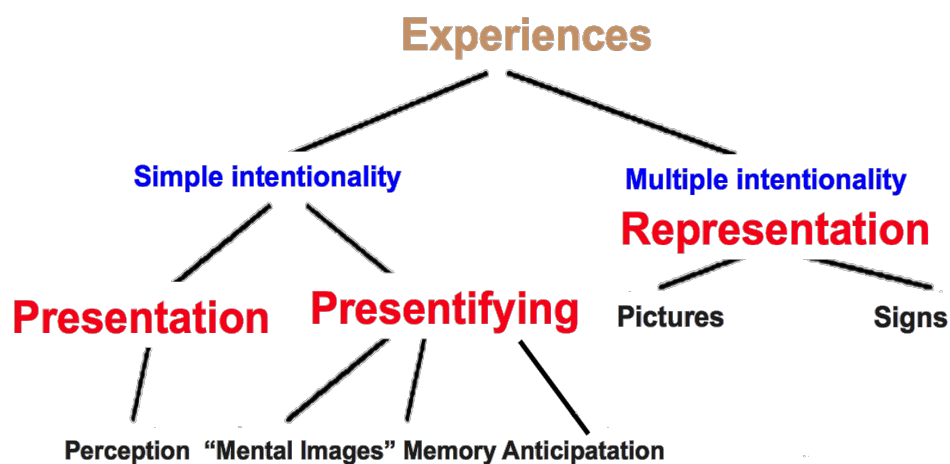 Experiences
Simple intentionality
Multiple intentionality
Representation
Presentation
Presentifying
Pictures
Signs
Perception "Mental Images" Memory Anticipatation